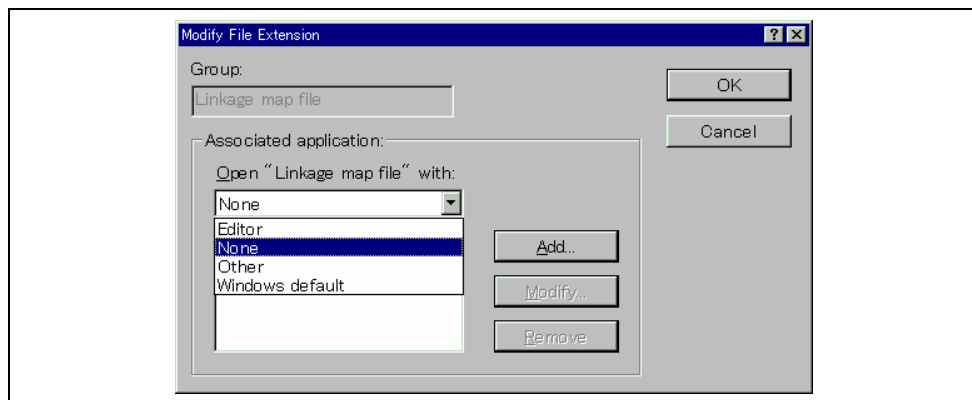 Modify File Extension
Group:
Linkage map file
OK
Cancel
Associated application:
Open "Linkage map file" with:
None
Editor
None
Other
Windows default
Add...
Modify...
Remove